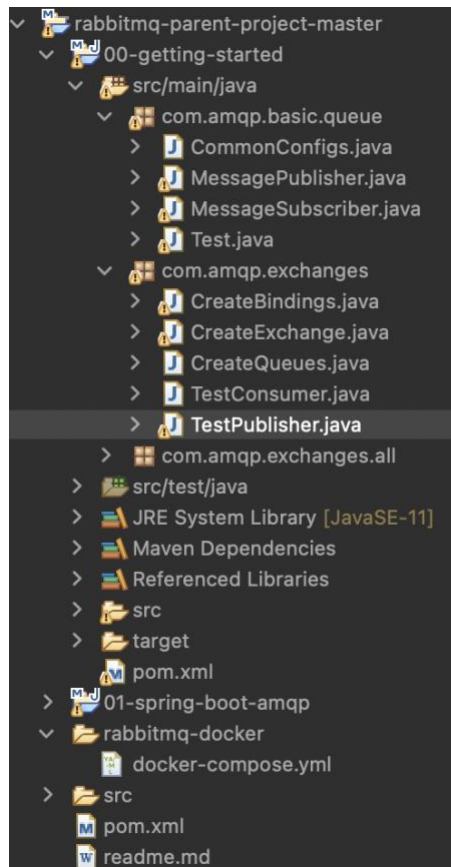 rabbitmq-parent-project-master
00-getting-started
src/main/java
com.amqp.basic.queue
CommonConfigs.java
MessagePublisher.java
MessageSubscriber.java
Test.java
com.amqp.exchanges
CreateBindings.java
CreateExchange.java
CreateQueues.java
TestConsumer.java
TestPublisher.java
com.amqp.exchanges.all
src/test/java
JRE System Library [JavaSE-11]
Maven Dependencies
Referenced Libraries
src
target
pom.xml
01-spring-boot-amqp
rabbitmq-docker
docker-compose.yml
src
pom.xml
readme.md